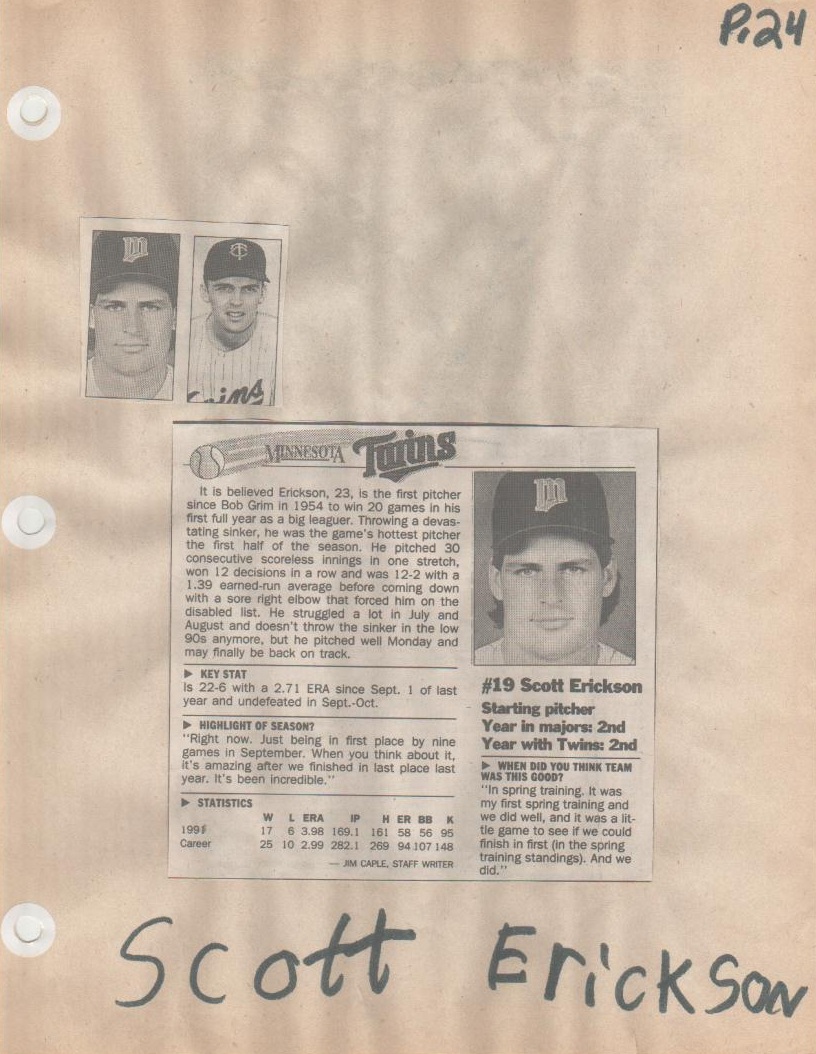 P.24
MINNESOTA Twins
It is believed Erickson, 23, is the first pitcher
since Bob Grim in 1954 to win 20 games in his
first full year as a big leaguer. Throwing a devas-
tating sinker, he was the game's hottest pitcher
the first half of the season. He pitched 30
consecutive scoreless innings in one stretch,
won 12 decisions in a row and was 12-2 with a
1.39 earned-run average before coming down
with a sore right elbow that forced him on the
disabled list. He struggled a lot in July and
August and doesn't throw the sinker in the low
90s anymore, but he pitched well Monday and
may finally be back on track.
▶ KEY STAT
Is 22-6 with a 2.71 ERA since Sept. 1 of last
year and undefeated in Sept.-Oct.
▶ HIGHLIGHT OF SEASON?
"Right now. Just being in first place by nine
games in September. When you think about it,
it's amazing after we finished in last place last
year. It's been incredible."
▶ STATISTICS
W L ERA IP H ER BB K
1991 17 6 3.98 169.1 161 58 56 95
Career 25 10 2.99 282.1 269 94 107 148
— JIM CAPLE, STAFF WRITER
#19 Scott Erickson
Starting pitcher
Year in majors: 2nd
Year with Twins: 2nd
▶ WHEN DID YOU THINK TEAM
WAS THIS GOOD?
"In spring training. It was
my first spring training and
we did well, and it was a lit-
tle game to see if we could
finish in first (in the spring
training standings). And we
did."
Scott Erickson